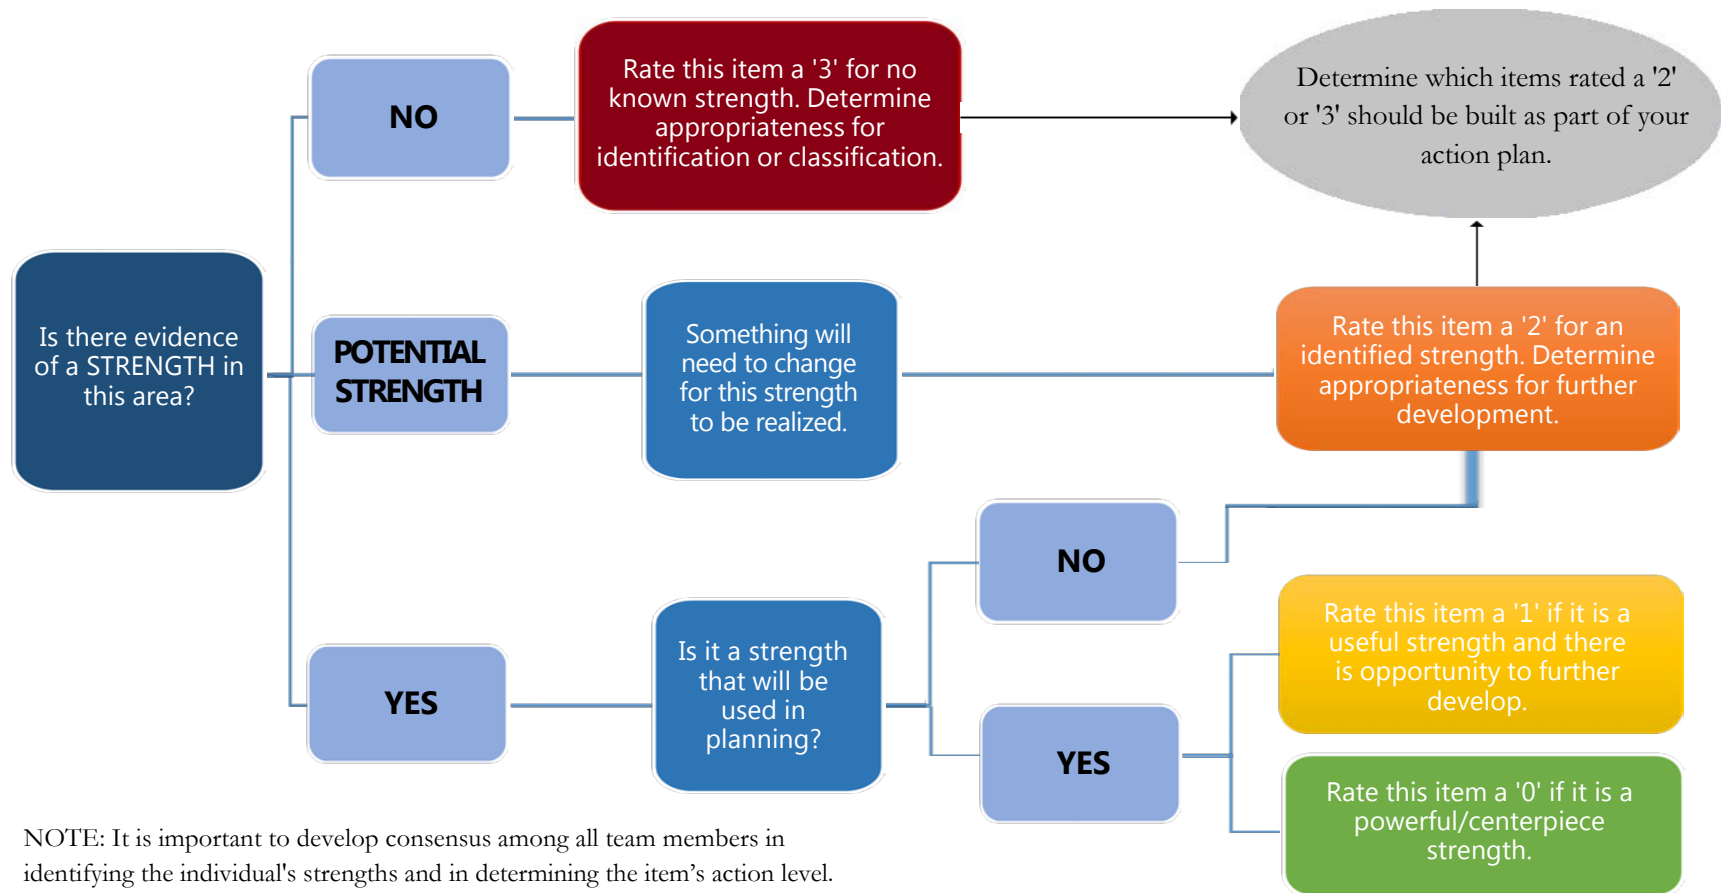 NO
Rate this item a '3' for no
known strength. Determine
appropriateness for
identification or classification.
Determine which items rated a '2'
or '3' should be built as part of your
action plan.
Is there evidence
of a STRENGTH in
this area?
POTENTIAL
STRENGTH
Something will
need to change
for this strength
to be realized.
Rate this item a '2' for an
identified strength. Determine
appropriateness for further
development.
YES
Is it a strength
that will be
used in
planning?
NO
YES
Rate this item a '1' if it is a
useful strength and there
is opportunity to further
develop.
Rate this item a '0' if it is a
powerful/centerpiece
strength.
NOTE: It is important to develop consensus among all team members in
identifying the individual's strengths and in determining the item’s action level.